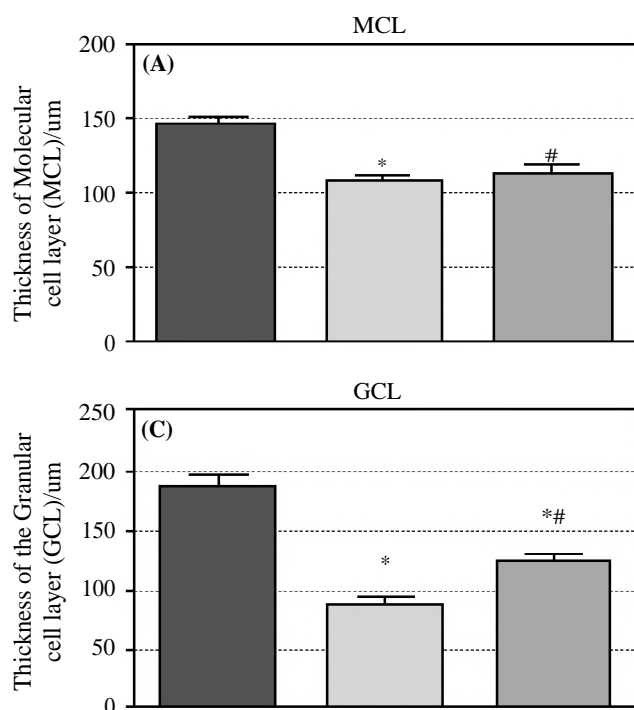 MCL
(A)
Thickness of Molecular
cell layer (MCL)/um
200
150
100
50
0
*
#
GCL
(C)
Thickness of the Granular
cell layer (GCL)/um
250
200
150
100
50
0
*
*#